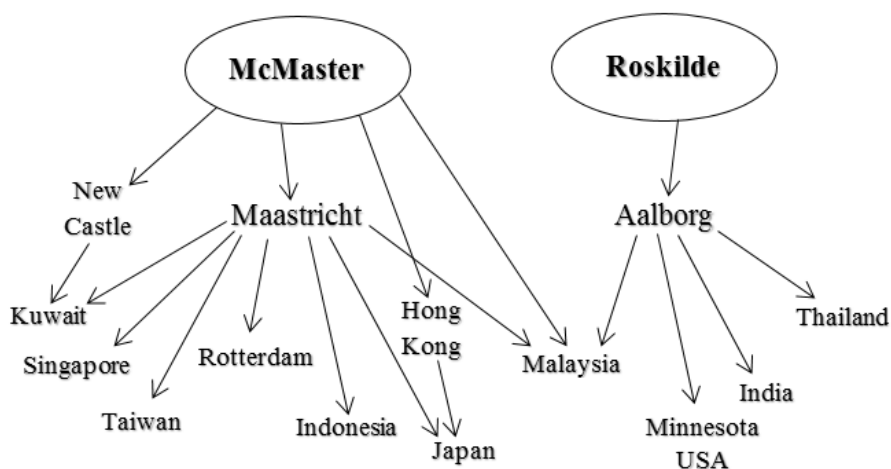 McMaster
Roskilde
New
Castle
Maastricht
Aalborg
Kuwait
Hong
Kong
Thailand
Singapore
Rotterdam
Malaysia
India
Taiwan
Indonesia
Japan
Minnesota
USA